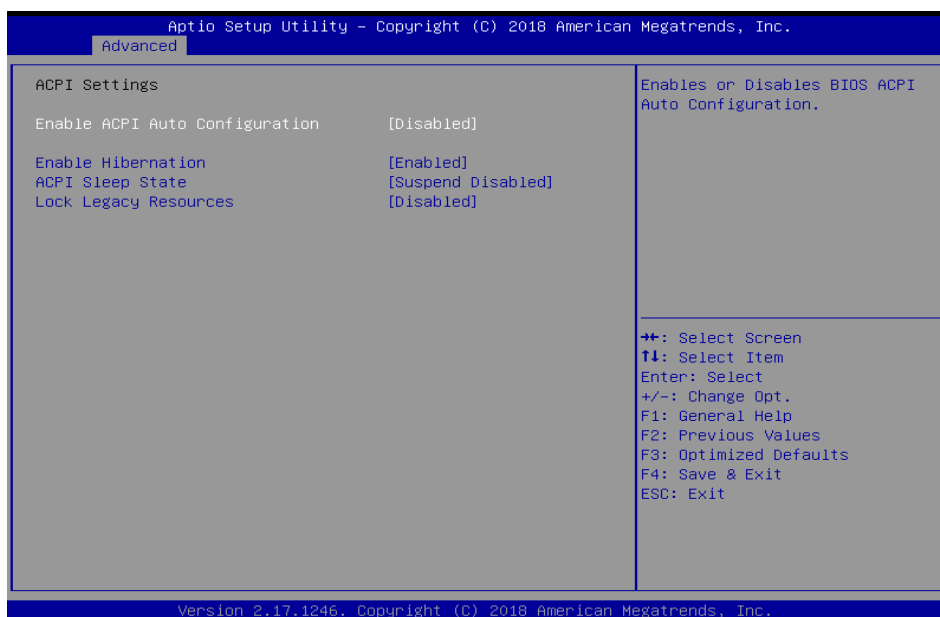 Aptio Setup Utility – Copyright (C) 2018 American Megatrends, Inc.
Advanced
ACPI Settings
Enable ACPI Auto Configuration [Disabled]
Enable Hibernation [Enabled]
ACPI Sleep State [Suspend Disabled]
Lock Legacy Resources [Disabled]
Enables or Disables BIOS ACPI
Auto Configuration.
→←: Select Screen
↑↓: Select Item
Enter: Select
+/-: Change Opt.
F1: General Help
F2: Previous Values
F3: Optimized Defaults
F4: Save & Exit
ESC: Exit
Version 2.17.1246. Copyright (C) 2018 American Megatrends, Inc.